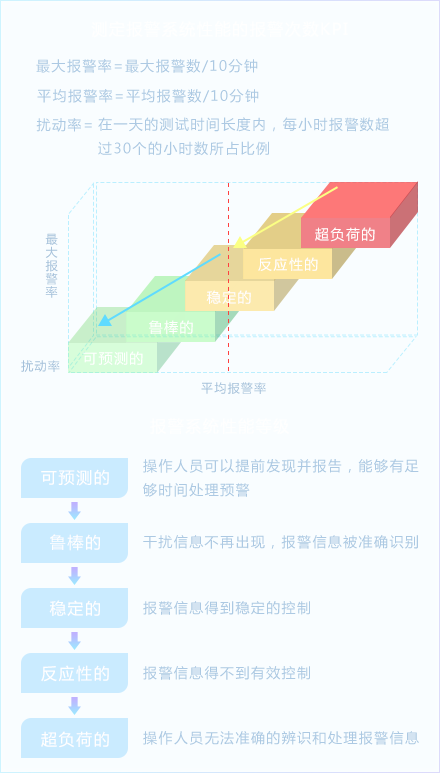 最大报警率=最大报警数/10分钟
平均报警率=平均报警数/10分钟
扰动率= 在一天的测试时间长度内，每小时报警数超
过30个的小时数所占比例
最大报警率
超负荷的
反应性的
稳定的
鲁棒的
可预测的
扰动率
平均报警率
可预测的
操作人员可以提前发现并报告，能够有足
够时间处理预警
鲁棒的
干扰信息不再出现，报警信息被准确识别
稳定的
报警信息得到稳定的控制
反应性的
报警信息得不到有效控制
超负荷的
操作人员无法准确的辨识和处理报警信息